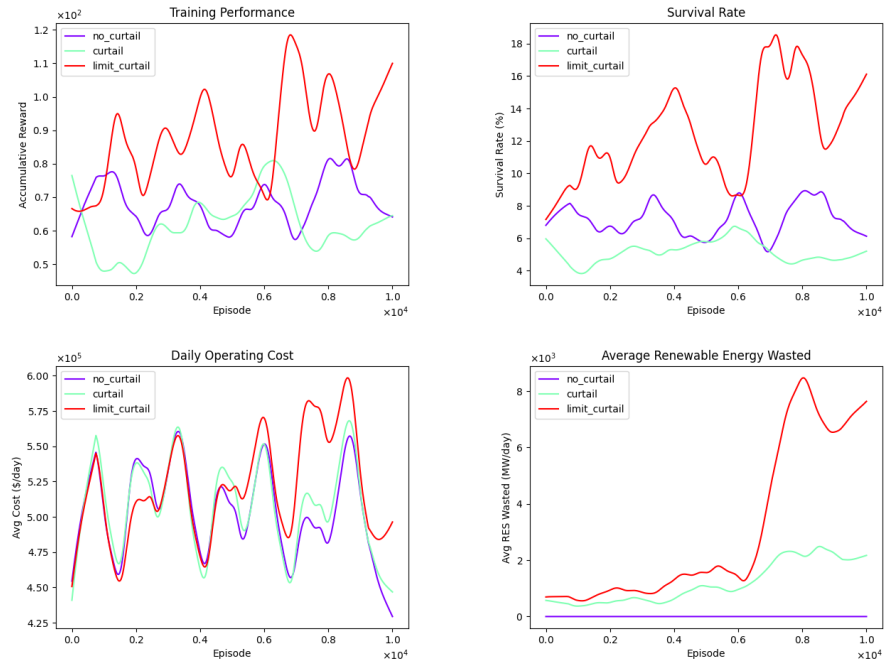 Training Performance
×10²
1.2
1.1
1.0
0.9
0.8
0.7
0.6
0.5
Accumulative Reward
no_curtail
curtail
limit_curtail
0.0 0.2 0.4 0.6 0.8 1.0
Episode
×10⁴
Survival Rate
18
16
14
12
10
8
6
4
Survival Rate (%)
no_curtail
curtail
limit_curtail
0.0 0.2 0.4 0.6 0.8 1.0
Episode
×10⁴
Daily Operating Cost
×10⁵
6.00
5.75
5.50
5.25
5.00
4.75
4.50
4.25
Avg Cost ($/day)
no_curtail
curtail
limit_curtail
0.0 0.2 0.4 0.6 0.8 1.0
Episode
×10⁴
Average Renewable Energy Wasted
×10³
8
6
4
2
0
Avg RES Wasted (MW/day)
no_curtail
curtail
limit_curtail
0.0 0.2 0.4 0.6 0.8 1.0
Episode
×10⁴